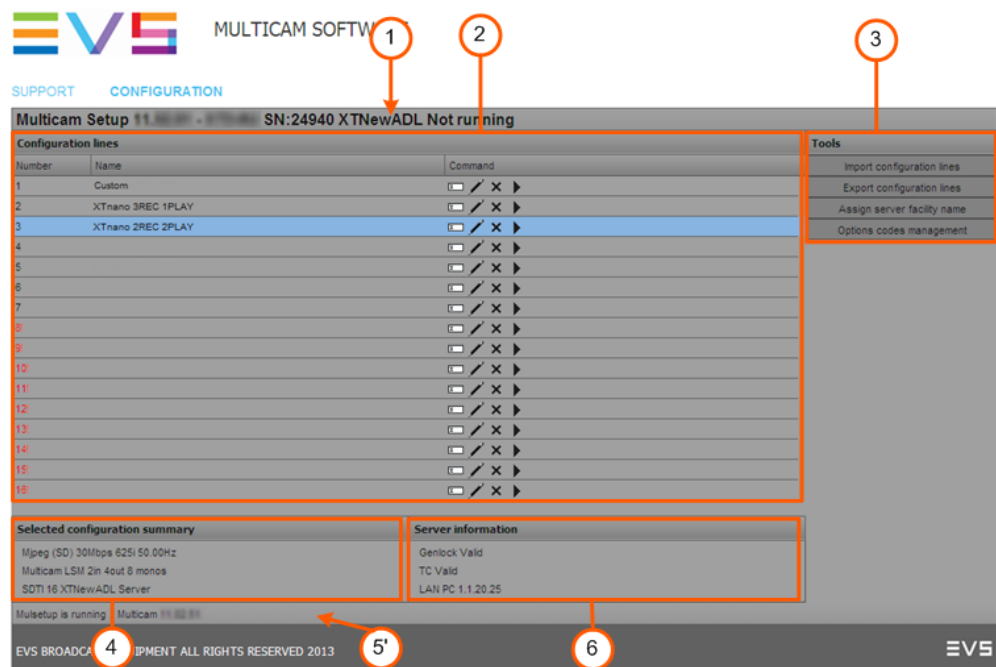 EVS
MULTICAM SOFTW
1
2
3
SUPPORT CONFIGURATION
Multicam Setup 11. - SN:24940 XTNewADL Not running
Configuration lines
Tools
Number Name Command
Import configuration lines
1 Custom
Export configuration lines
2 XTnano 3REC 1PLAY
Assign server facility name
3 XTnano 2REC 2PLAY
Options codes management
4
5
6
7
8!
9!
10!
11!
12!
13!
14!
15!
16!
Selected configuration summary
Server information
Mjpeg (SD) 30Mbps 625i 50.00Hz
Genlock Valid
Multicam LSM 2in 4out 8 monos
TC Valid
SDTI 16 XTNewADL Server
LAN PC 1.1.20.25
Mulsetup is running Multicam
4
5'
6
EVS BROADCA IPMENT ALL RIGHTS RESERVED 2013
EVS